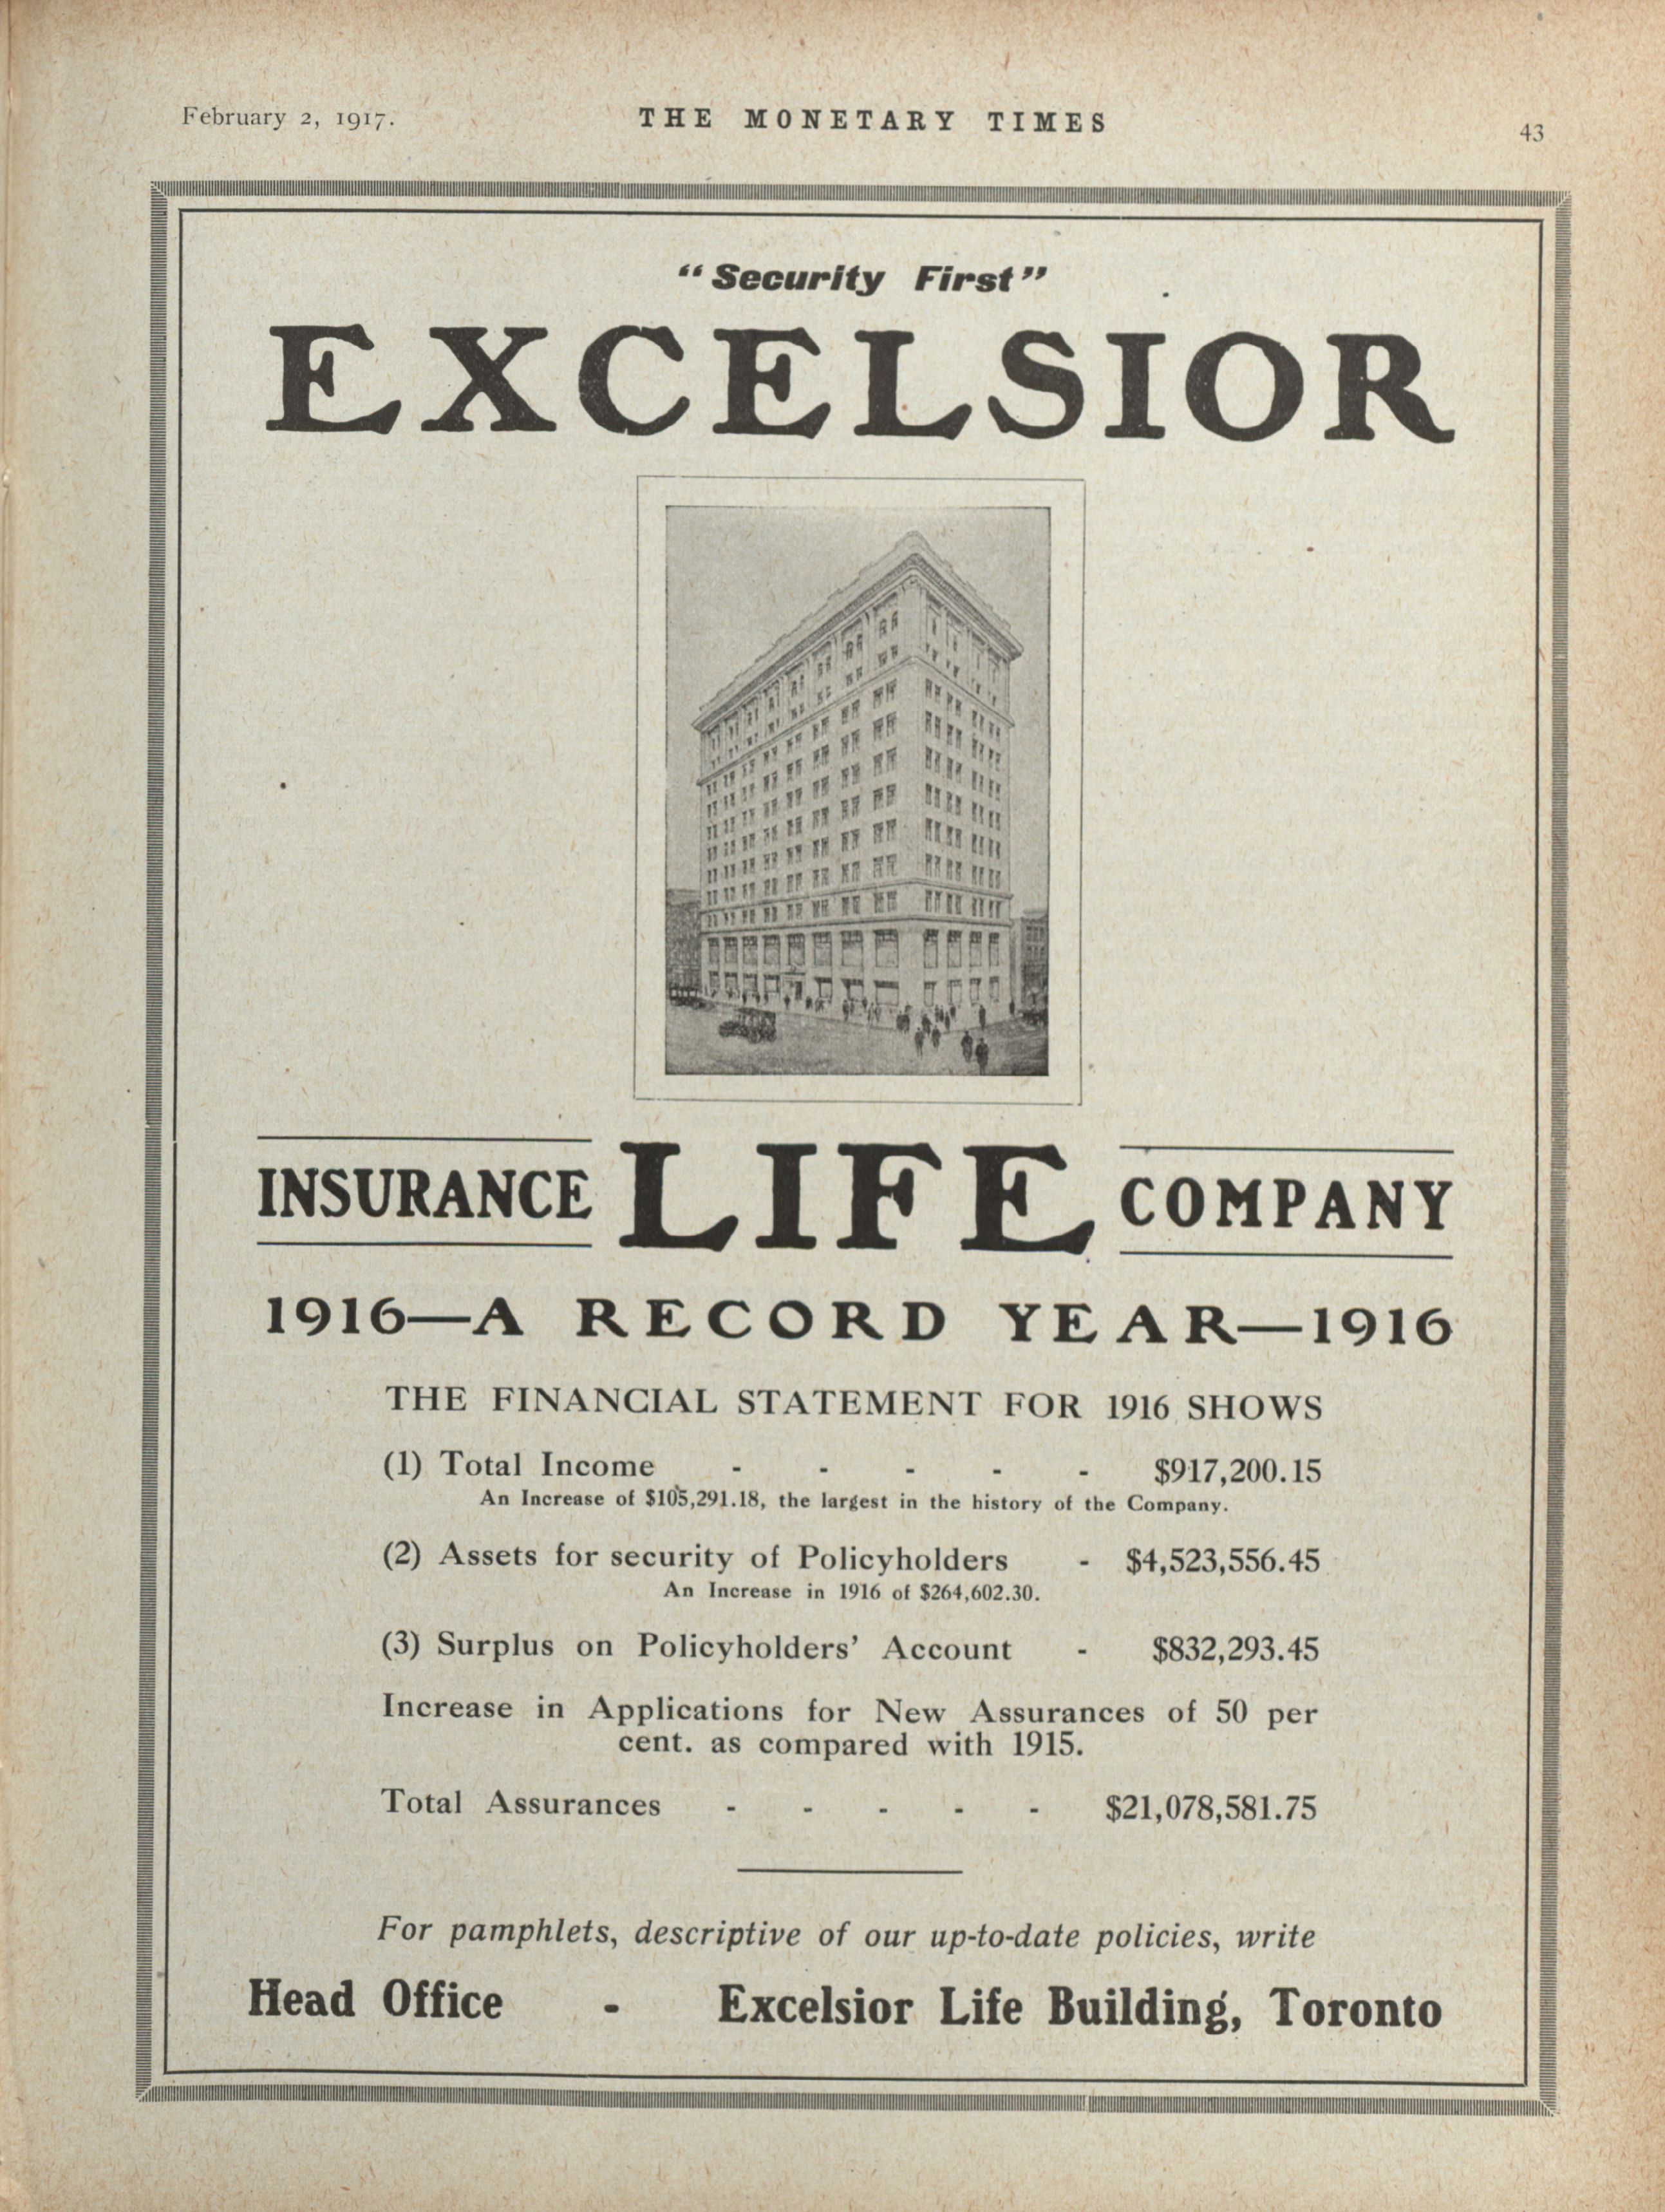 February 2, 1917.
THE MONETARY TIMES
43
“Security First”
EXCELSIOR
INSURANCE LIFE COMPANY
1916—A RECORD YEAR—1916
THE FINANCIAL STATEMENT FOR 1916 SHOWS
(1) Total Income - - - - - $917,200.15
An Increase of $105,291.18, the largest in the history of the Company.
(2) Assets for security of Policyholders - $4,523,556.45
An Increase in 1916 of $264,602.30.
(3) Surplus on Policyholders’ Account - $832,293.45
Increase in Applications for New Assurances of 50 per
cent. as compared with 1915.
Total Assurances - - - - - $21,078,581.75
For pamphlets, descriptive of our up-to-date policies, write
Head Office - Excelsior Life Building, Toronto